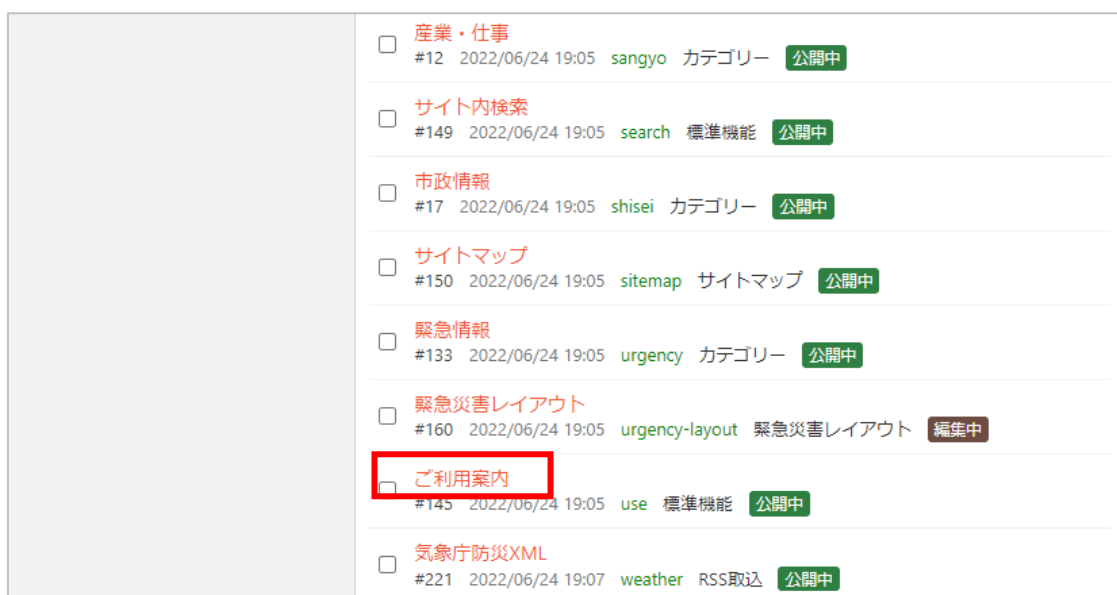 産業・仕事
#12 2022/06/24 19:05 sangyo カテゴリー 公開中
サイト内検索
#149 2022/06/24 19:05 search 標準機能 公開中
市政情報
#17 2022/06/24 19:05 shisei カテゴリー 公開中
サイトマップ
#150 2022/06/24 19:05 sitemap サイトマップ 公開中
緊急情報
#133 2022/06/24 19:05 urgency カテゴリー 公開中
緊急災害レイアウト
#160 2022/06/24 19:05 urgency-layout 緊急災害レイアウト 編集中
ご利用案内
#145 2022/06/24 19:05 use 標準機能 公開中
気象庁防災XML
#221 2022/06/24 19:07 weather RSS取込 公開中